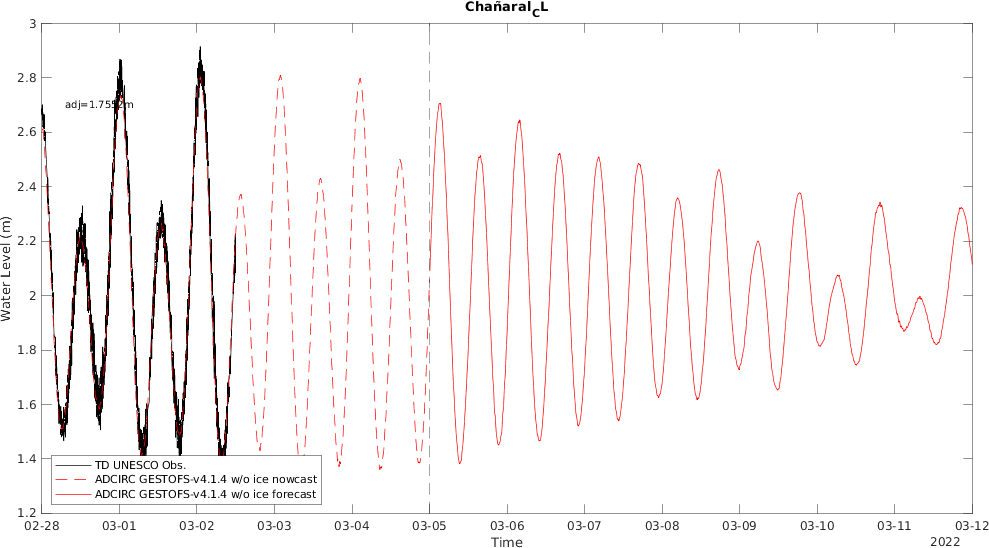 Chañaral_CL
3
2.8
2.6
2.4
2.2
2
1.8
1.6
1.4
1.2
Water Level (m)
adj=1.7552m
TD UNESCO Obs.
ADCIRC GESTOFS-v4.1.4 w/o ice nowcast
ADCIRC GESTOFS-v4.1.4 w/o ice forecast
02-28 03-01 03-02 03-03 03-04 03-05 03-06 03-07 03-08 03-09 03-10 03-11 03-12
Time
2022